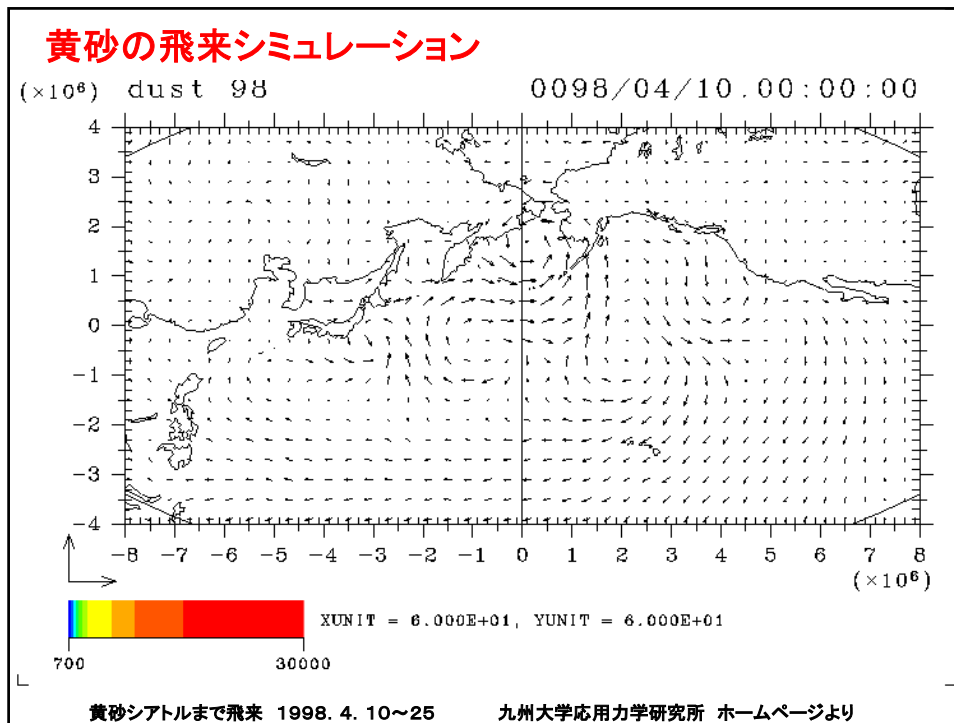 黄砂の飛来シミュレーション
(×10⁶) dust 98 0098/04/10.00:00:00
4
3
2
1
0
−1
−2
−3
−4
−8 −7 −6 −5 −4 −3 −2 −1 0 1 2 3 4 5 6 7 8
(×10⁶)
XUNIT = 6.000E+01, YUNIT = 6.000E+01
700 30000
黄砂シアトルまで飛来 1998. 4. 10～25 九州大学応用力学研究所 ホームページより